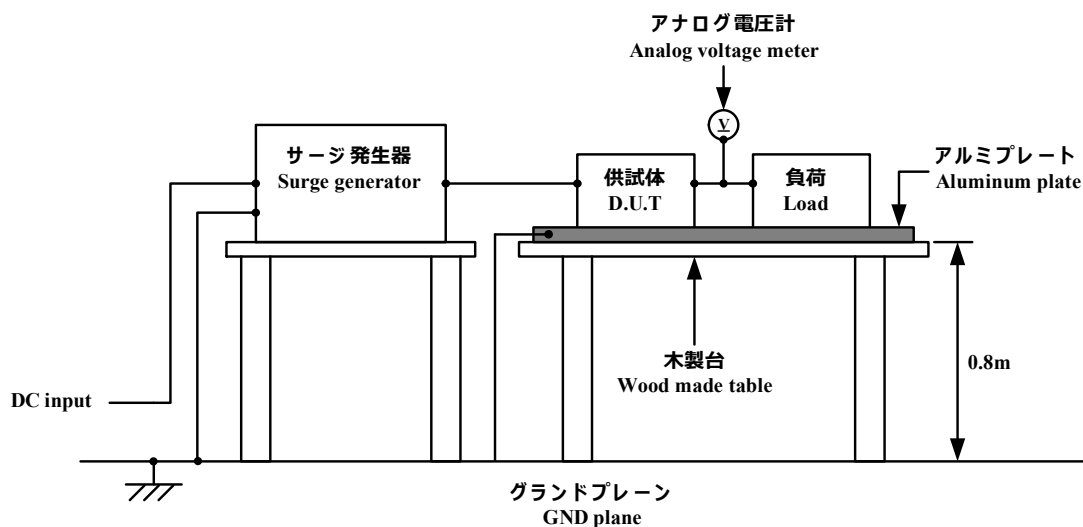 アナログ電圧計
Analog voltage meter
V
サージ発生器
Surge generator
供試体
D.U.T
負荷
Load
アルミプレート
Aluminum plate
木製台
Wood made table
0.8m
DC input
グランドプレーン
GND plane